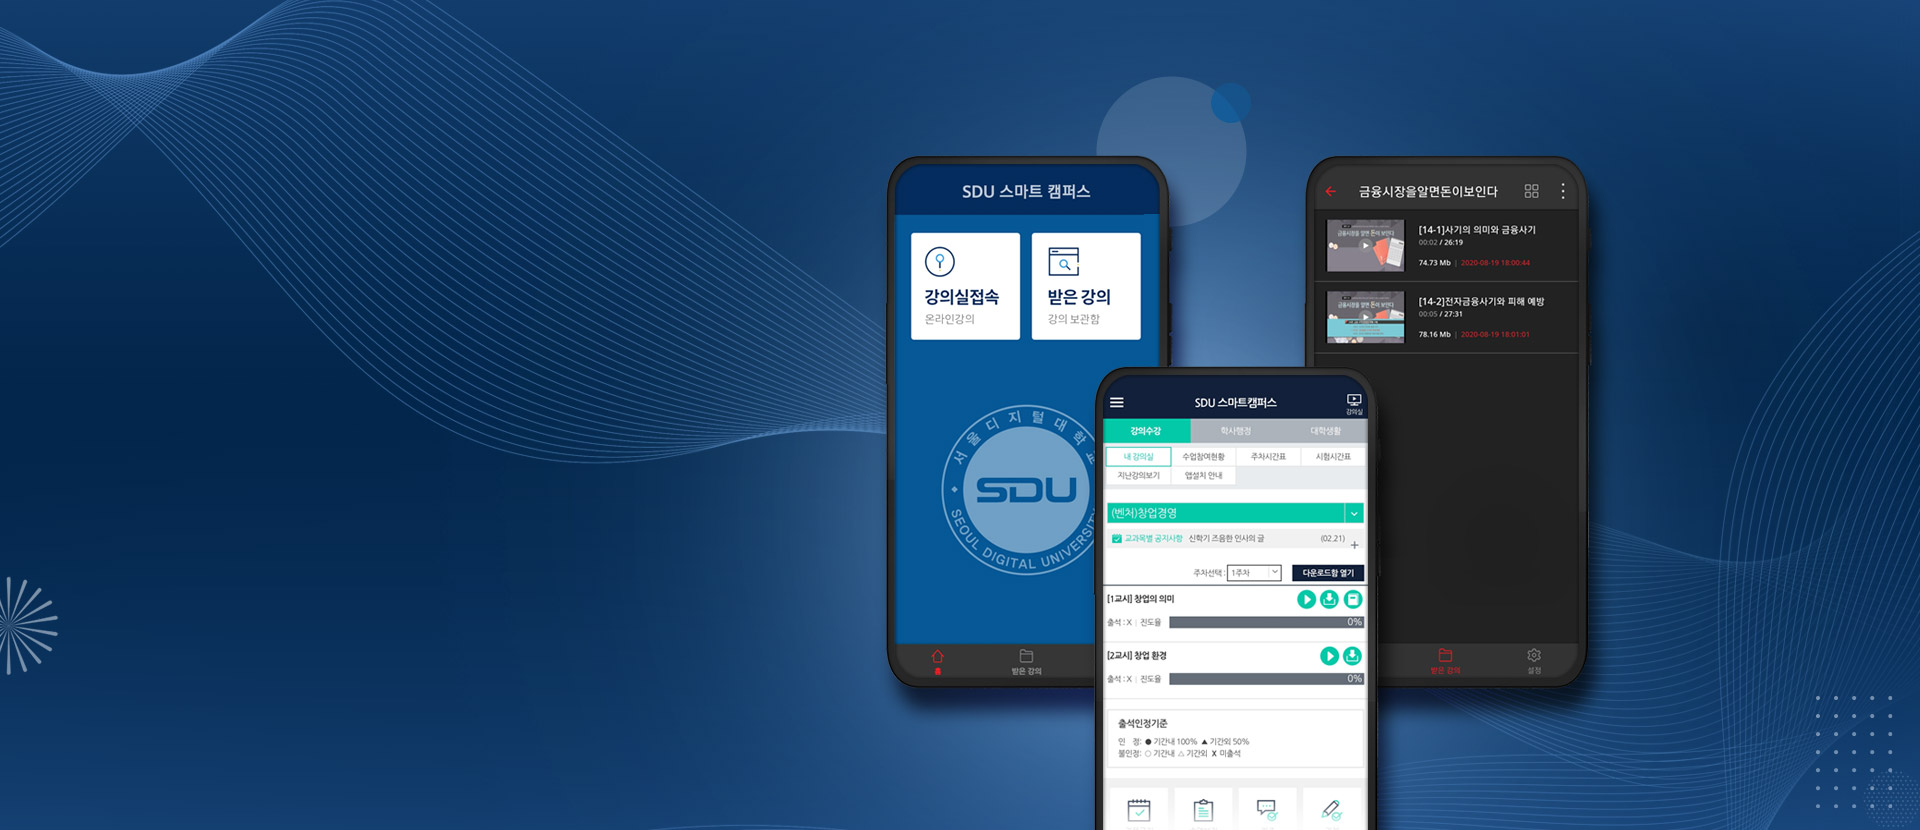 SDU 스마트 캠퍼스
강의실접속
온라인강의
받은 강의
강의 보관함
서울디지털대학교
SDU
SEOUL DIGITAL UNIVERSITY
홈
받은 강의
금융시장을알면돈이보인다
[14-1]사기의 의미와 금융사기
00:02 / 26:19
74.73 Mb | 2020-08-19 18:00:44
[14-2]전자금융사기와 피해 예방
00:05 / 27:31
78.16 Mb | 2020-08-19 18:01:01
받은 강의
설정
SDU 스마트캠퍼스
강의실
강의수강 학사행정 대학생활
내 강의실 수업참여현황 주차시간표 시험시간표
지난강의보기 앱설치 안내
(벤처)창업경영
교과목별 공지사항 신학기 즈음한 인사의 글 (02.21)
주차선택 : 1주차 다운로드함 열기
[1교시] 창업의 의미
출석 : X | 진도율 0%
[2교시] 창업 환경
출석 : X | 진도율 0%
출석인정기준
인 정: ● 기간내 100% ▲ 기간외 50%
불인정: ○ 기간내 △ 기간외 X 미출석